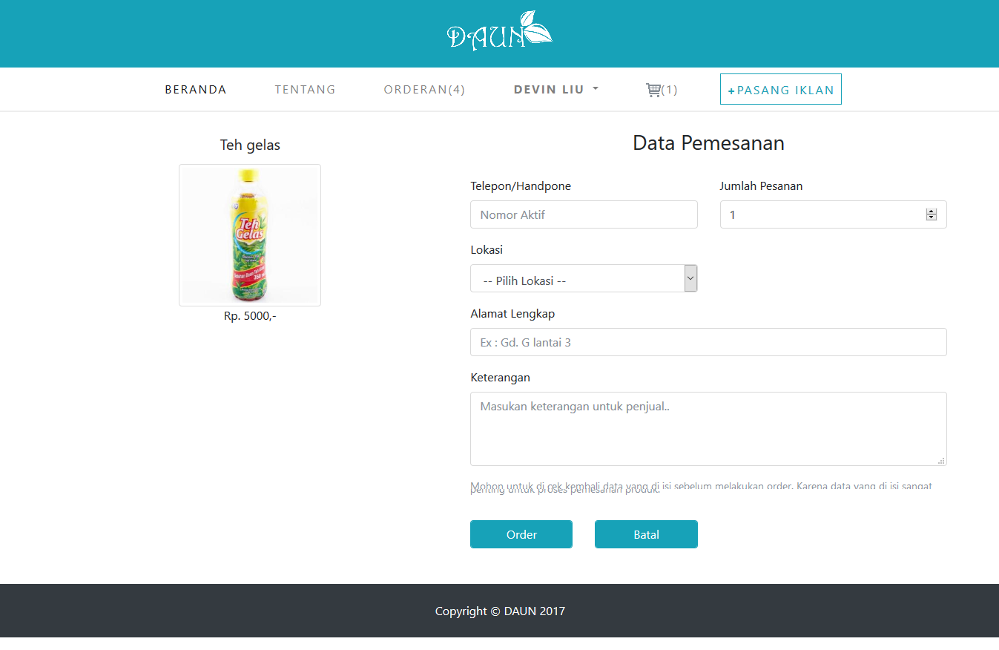 DAUN
BERANDA TENTANG ORDERAN(4) DEVIN LIU (1) +PASANG IKLAN
Teh gelas
Teh
Gelas
350 ml
Rp. 5000,-
Data Pemesanan
Telepon/Handpone Jumlah Pesanan
Nomor Aktif 1
Lokasi
-- Pilih Lokasi --
Alamat Lengkap
Ex : Gd. G lantai 3
Keterangan
Masukan keterangan untuk penjual..
Mohon untuk di cek kembali data yang di isi sebelum melakukan order. Karena data yang di isi sangat
penting untuk proses pemesanan produk.
Order Batal
Copyright © DAUN 2017